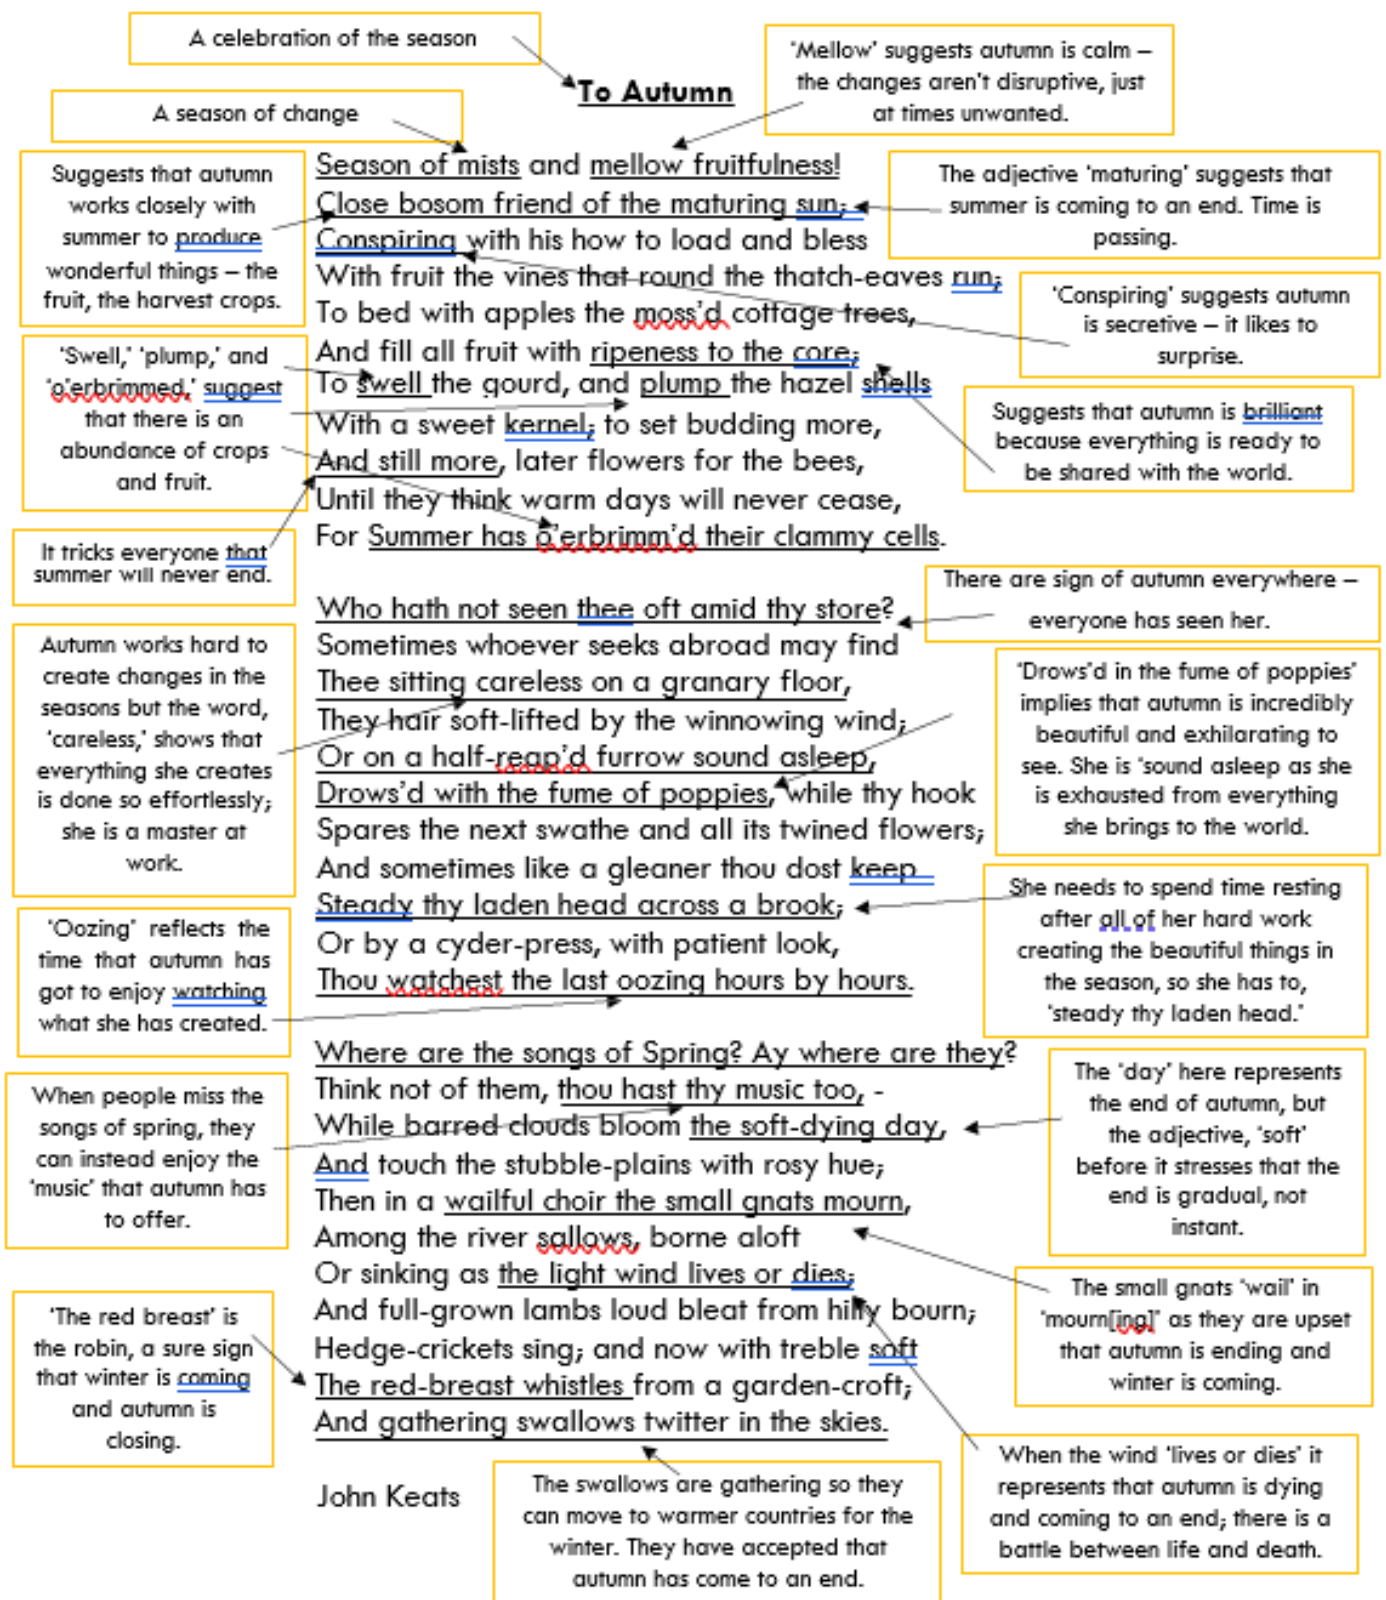 A celebration of the season
'Mellow' suggests autumn is calm –
the changes aren't disruptive, just
at times unwanted.
To Autumn
A season of change
Season of mists and mellow fruitfulness!
Close bosom friend of the maturing sun;
Conspiring with his how to load and bless
With fruit the vines that round the thatch-eaves run;
To bed with apples the moss'd cottage trees,
And fill all fruit with ripeness to the core;
To swell the gourd, and plump the hazel shells
With a sweet kernel; to set budding more,
And still more, later flowers for the bees,
Until they think warm days will never cease,
For Summer has o'erbrimm'd their clammy cells.
Suggests that autumn
works closely with
summer to produce
wonderful things – the
fruit, the harvest crops.
The adjective 'maturing' suggests that
summer is coming to an end. Time is
passing.
'Conspiring' suggests autumn
is secretive – it likes to
surprise.
'Swell,' 'plump,' and
'o'erbrimmed,' suggest
that there is an
abundance of crops
and fruit.
Suggests that autumn is brilliant
because everything is ready to
be shared with the world.
It tricks everyone that
summer will never end.
Who hath not seen thee oft amid thy store?
Sometimes whoever seeks abroad may find
Thee sitting careless on a granary floor,
They hair soft-lifted by the winnowing wind;
Or on a half-reap'd furrow sound asleep,
Drows'd with the fume of poppies, while thy hook
Spares the next swathe and all its twined flowers;
And sometimes like a gleaner thou dost keep
Steady thy laden head across a brook;
Or by a cyder-press, with patient look,
Thou watchest the last oozing hours by hours.
There are sign of autumn everywhere –
everyone has seen her.
Autumn works hard to
create changes in the
seasons but the word,
'careless,' shows that
everything she creates
is done so effortlessly;
she is a master at
work.
'Drows'd in the fume of poppies'
implies that autumn is incredibly
beautiful and exhilarating to
see. She is 'sound asleep as she
is exhausted from everything
she brings to the world.
She needs to spend time resting
after all of her hard work
creating the beautiful things in
the season, so she has to,
'steady thy laden head.'
'Oozing' reflects the
time that autumn has
got to enjoy watching
what she has created.
Where are the songs of Spring? Ay where are they?
Think not of them, thou hast thy music too, -
While barred clouds bloom the soft-dying day,
And touch the stubble-plains with rosy hue;
Then in a wailful choir the small gnats mourn,
Among the river sallows, borne aloft
Or sinking as the light wind lives or dies;
And full-grown lambs loud bleat from hilly bourn;
Hedge-crickets sing; and now with treble soft
The red-breast whistles from a garden-croft;
And gathering swallows twitter in the skies.
When people miss the
songs of spring, they
can instead enjoy the
'music' that autumn has
to offer.
The 'day' here represents
the end of autumn, but
the adjective, 'soft'
before it stresses that the
end is gradual, not
instant.
The small gnats 'wail' in
'mourn[ing]' as they are upset
that autumn is ending and
winter is coming.
'The red breast' is
the robin, a sure sign
that winter is coming
and autumn is
closing.
When the wind 'lives or dies' it
represents that autumn is dying
and coming to an end; there is a
battle between life and death.
John Keats
The swallows are gathering so they
can move to warmer countries for the
winter. They have accepted that
autumn has come to an end.